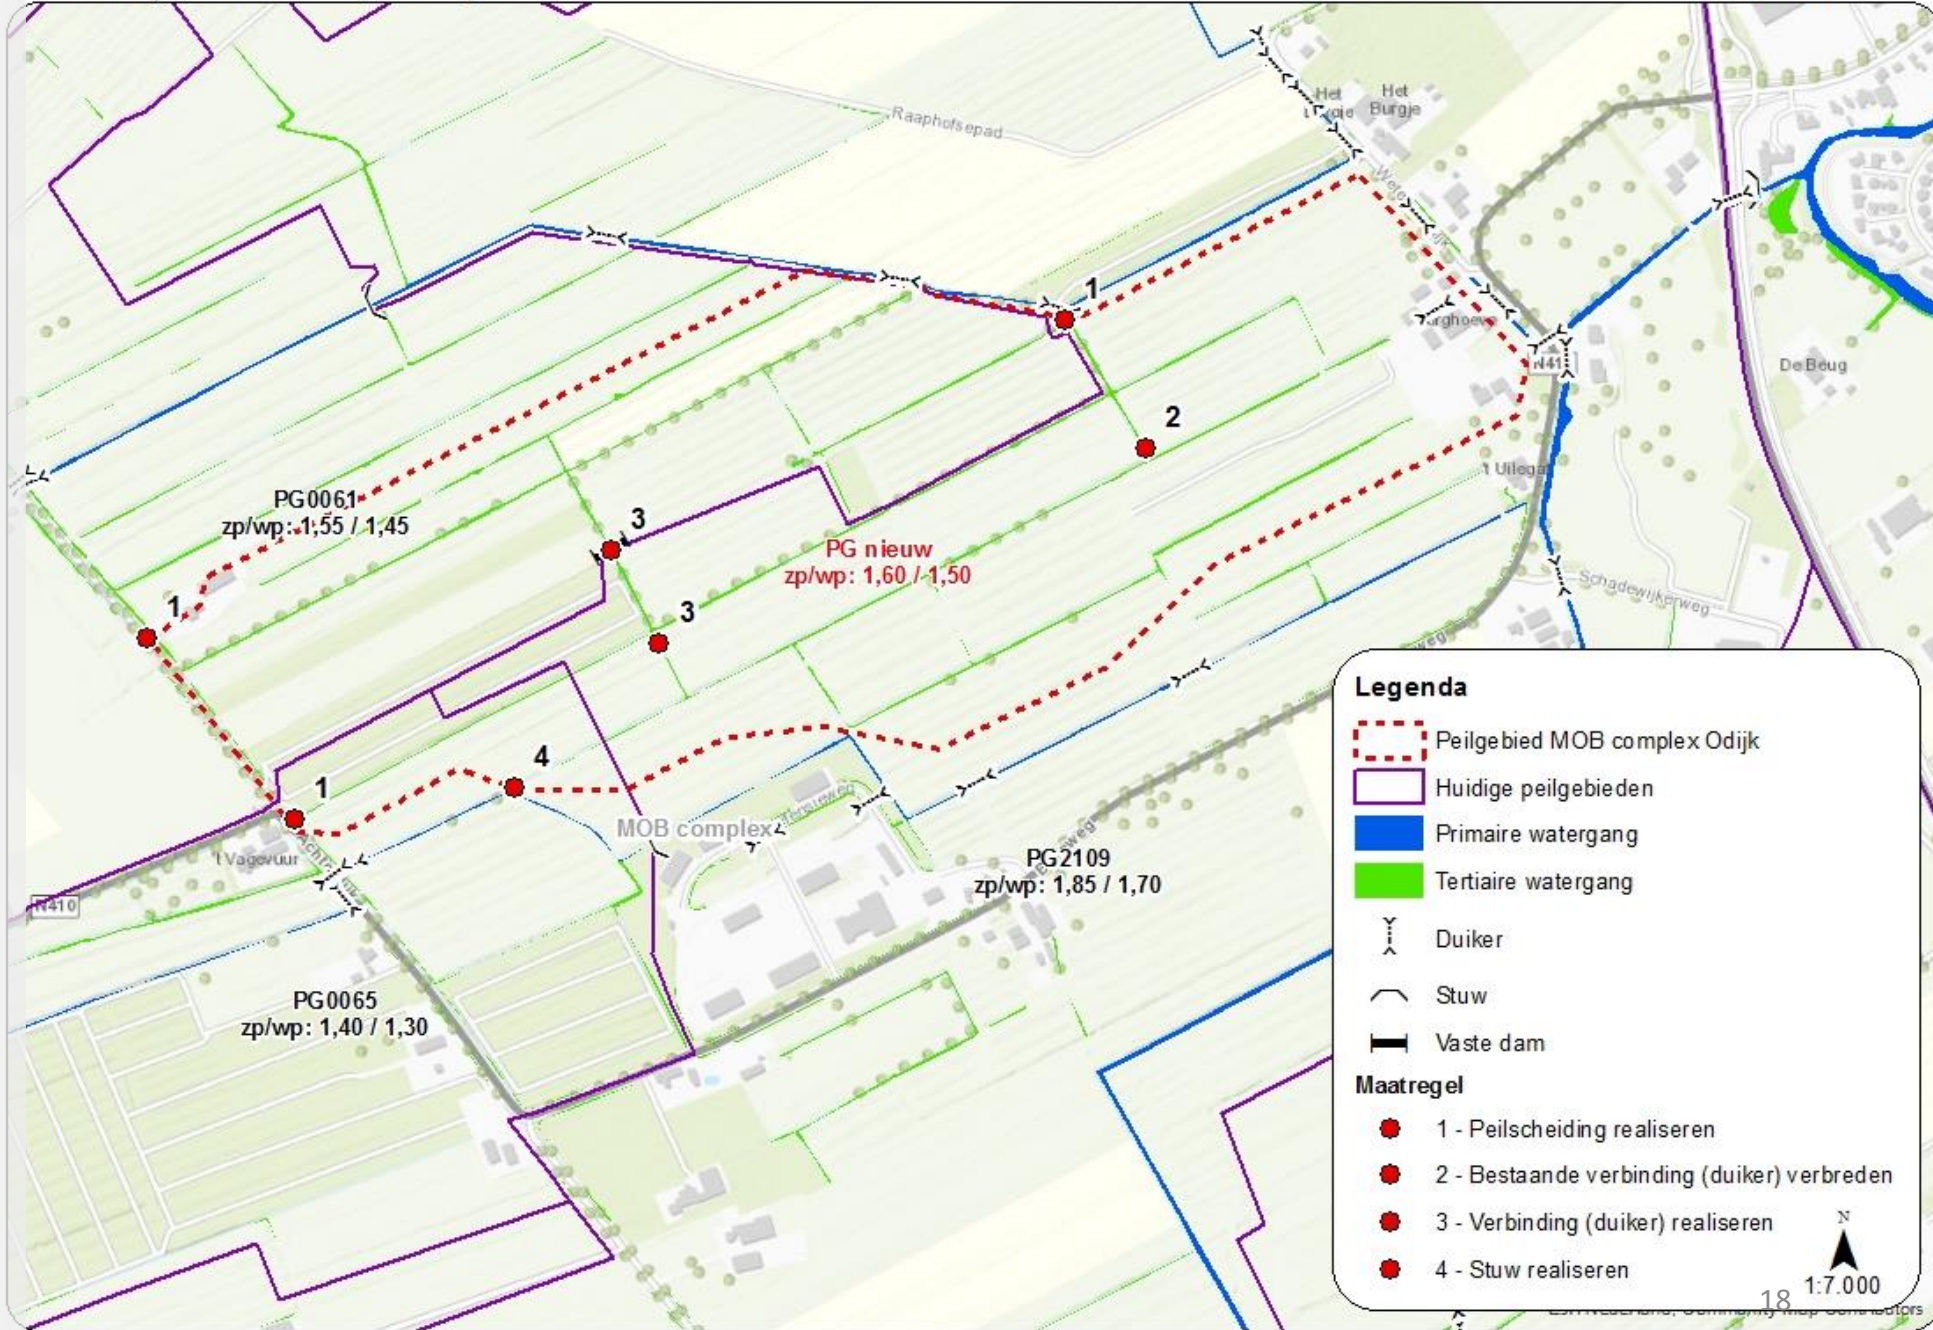 Raaphofsepad
Het
Het
Burgje
N41
De Beug
1
2
PG0061
zp/wp: 1,55 / 1,45
3
PG nieuw
zp/wp: 1,60 / 1,50
't Uilegat
Schadewijkerweg
1
3
weg
4
1
MOB complex
't Vagevuur
N410
PG2109
zp/wp: 1,85 / 1,70
PG0065
zp/wp: 1,40 / 1,30
Legenda
Peilgebied MOB complex Odijk
Huidige peilgebieden
Primaire watergang
Tertiaire watergang
Duiker
Stuw
Vaste dam
Maatregel
1 - Peilscheiding realiseren
2 - Bestaande verbinding (duiker) verbreden
3 - Verbinding (duiker) realiseren
4 - Stuw realiseren
N
1:7.000
18